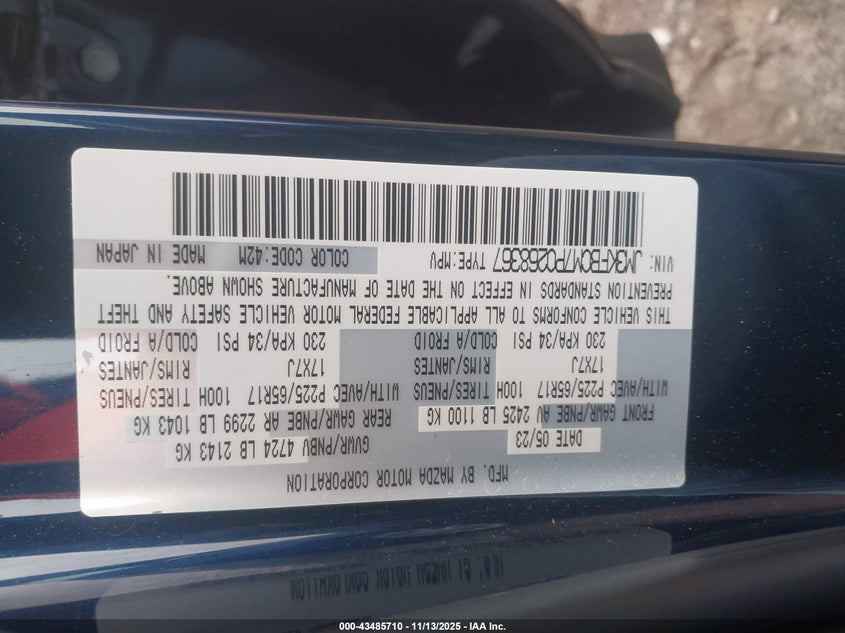 MFD. BY MAZDA MOTOR CORPORATION
DATE 05/23 GVWR/PNBV 4724 LB 2143 KG
FRONT GAWR/PNBE AV 2425 LB 1100 KG REAR GAWR/PNBE AR 2299 LB 1043 KG
WITH/AVEC P225/65R17 100H TIRES/PNEUS WITH/AVEC P225/65R17 100H TIRES/PNEUS
17X7J RIMS/JANTES 17X7J RIMS/JANTES
230 KPA/34 PSI COLD/A FROID 230 KPA/34 PSI COLD/A FROID
THIS VEHICLE CONFORMS TO ALL APPLICABLE FEDERAL MOTOR VEHICLE SAFETY AND THEFT
PREVENTION STANDARDS IN EFFECT ON THE DATE OF MANUFACTURE SHOWN ABOVE.
VIN: JM3KFBCM7P0268367 TYPE:MPV COLOR CODE:42M MADE IN JAPAN
000-43485710 - 11/13/2025 - IAA Inc.